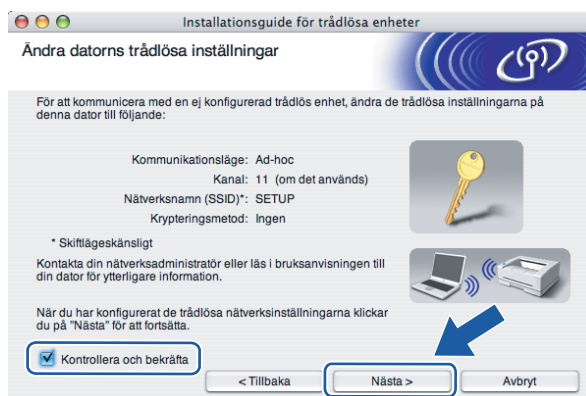 Installationsguide för trådlösa enheter
Ändra datorns trådlösa inställningar
För att kommunicera med en ej konfigurerad trådlös enhet, ändra de trådlösa inställningarna på
denna dator till följande:
Kommunikationsläge: Ad-hoc
Kanal: 11 (om det används)
Nätverksnamn (SSID)*: SETUP
Krypteringsmetod: Ingen
* Skiftlägeskänsligt
Kontakta din nätverksadministratör eller läs i bruksanvisningen till
din dator för ytterligare information.
När du har konfigurerat de trådlösa nätverksinställningarna klickar
du på "Nästa" för att fortsätta.
Kontrollera och bekräfta
< Tillbaka
Nästa >
Avbryt